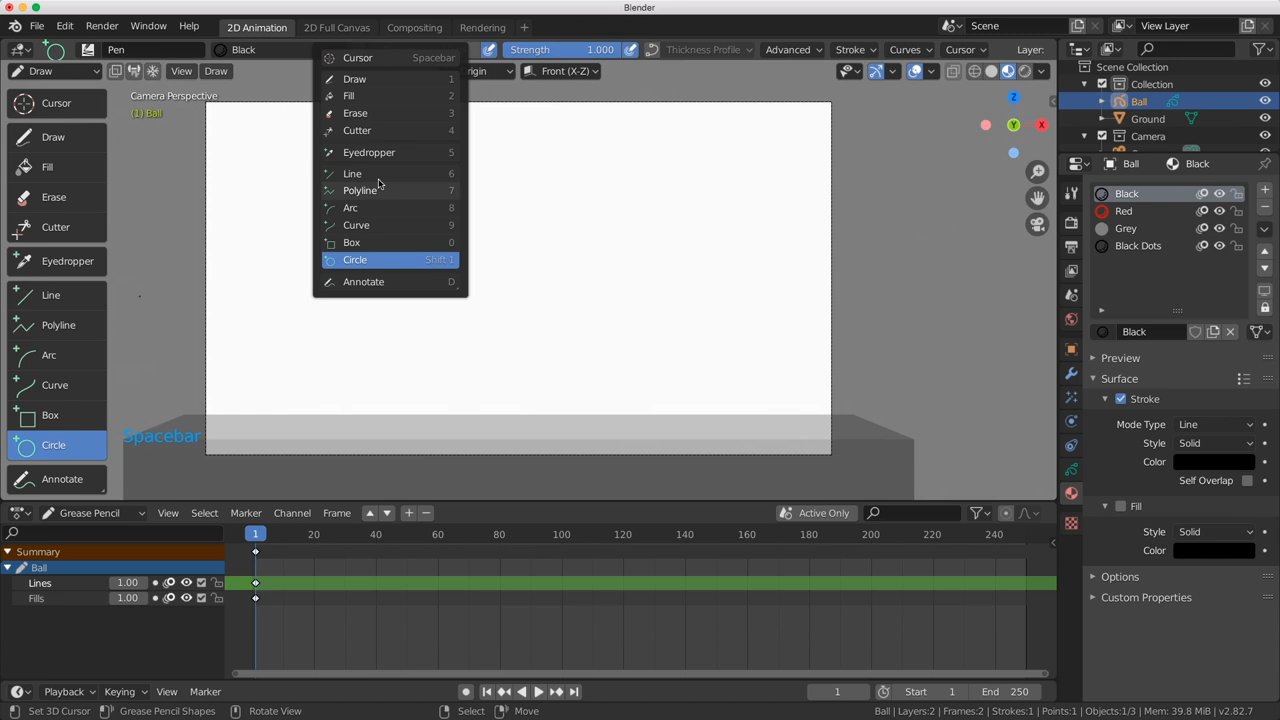 Blender
File Edit Render Window Help
2D Animation 2D Full Canvas Compositing Rendering +
Scene
View Layer
Pen
Black
Strength 1.000
Thickness Profile
Advanced
Stroke
Curves
Cursor
Layer:
Draw
View Draw
igin
Front (X-Z)
Camera Perspective
(1) Ball
Cursor
Draw
Fill
Erase
Cutter
Eyedropper
Line
Polyline
Arc
Curve
Box
Circle
Annotate
Cursor Spacebar
Draw 1
Fill 2
Erase 3
Cutter 4
Eyedropper 5
Line 6
Polyline 7
Arc 8
Curve 9
Box 0
Circle Shift 1
Annotate D
Z
Y
X
Spacebar
Scene Collection
Collection
Ball
Ground
Camera
Ball
Black
Black
Red
Grey
Black Dots
Black
Preview
Surface
Stroke
Mode Type Line
Style Solid
Color
Self Overlap
Fill
Style Solid
Color
Options
Custom Properties
Grease Pencil View Select Marker Channel Frame
Active Only
1 20 40 60 80 100 120 140 160 180 200 220 240
Summary
Ball
Lines 1.00
Fills 1.00
Playback Keying View Marker
1
Start 1
End 250
Set 3D Cursor
Grease Pencil Shapes
Rotate View
Select
Move
Ball | Layers:2 | Frames:2 | Strokes:1 | Points:1 | Objects:1/3 | Mem: 39.8 MiB | v2.82.7